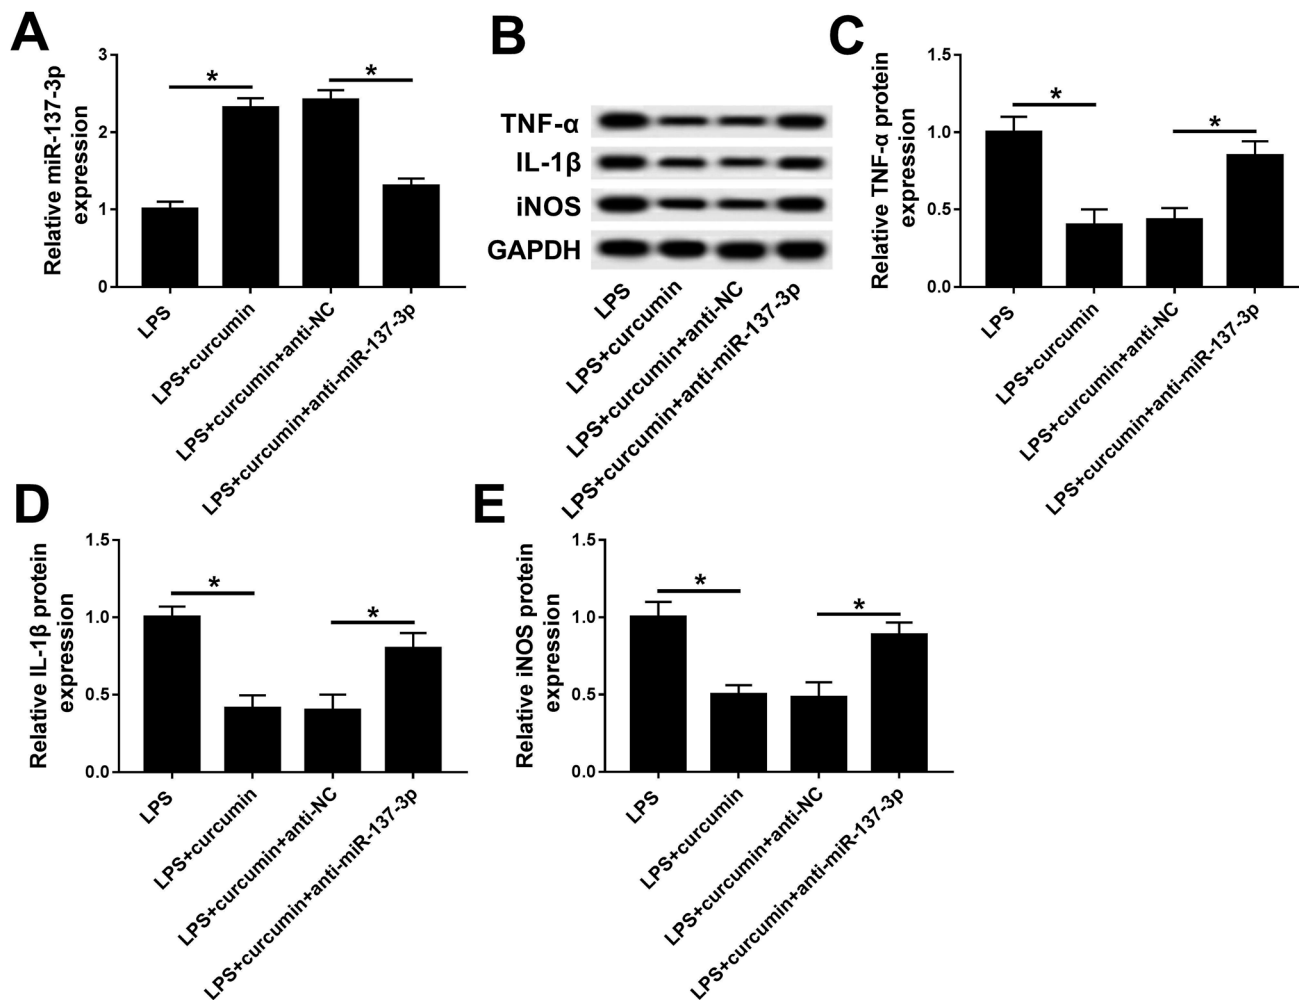 A
Relative miR-137-3p
expression
3
2
1
0
*
*
LPS
LPS+curcumin
LPS+curcumin+anti-NC
LPS+curcumin+anti-miR-137-3p
B
TNF-α
IL-1β
iNOS
GAPDH
LPS
LPS+curcumin
LPS+curcumin+anti-NC
LPS+curcumin+anti-miR-137-3p
C
Relative TNF-α protein
expression
1.5
1.0
0.5
0.0
*
*
LPS
LPS+curcumin
LPS+curcumin+anti-NC
LPS+curcumin+anti-miR-137-3p
D
Relative IL-1β protein
expression
1.5
1.0
0.5
0.0
*
*
LPS
LPS+curcumin
LPS+curcumin+anti-NC
LPS+curcumin+anti-miR-137-3p
E
Relative iNOS protein
expression
1.5
1.0
0.5
0.0
*
*
LPS
LPS+curcumin
LPS+curcumin+anti-NC
LPS+curcumin+anti-miR-137-3p